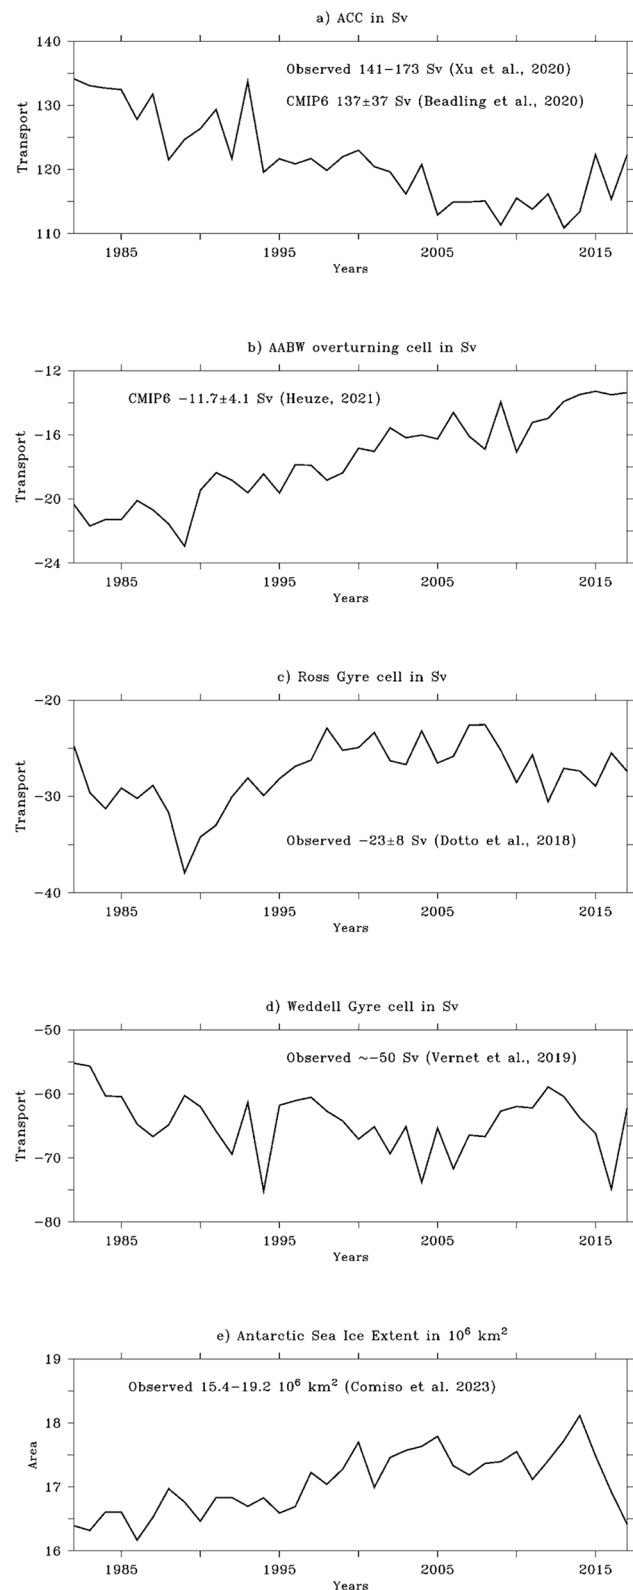 a) ACC in Sv
140
Observed 141−173 Sv (Xu et al., 2020)
130
CMIP6 137±37 Sv (Beadling et al., 2020)
Transport
120
110
1985 1995 2005 2015
Years
b) AABW overturning cell in Sv
−12
CMIP6 −11.7±4.1 Sv (Heuze, 2021)
−16
Transport
−20
−24
1985 1995 2005 2015
Years
c) Ross Gyre cell in Sv
−20
Transport
−30
Observed −23±8 Sv (Dotto et al., 2018)
−40
1985 1995 2005 2015
Years
d) Weddell Gyre cell in Sv
−50
Observed ~−50 Sv (Vernet et al., 2019)
−60
Transport
−70
−80
1985 1995 2005 2015
Years
e) Antarctic Sea Ice Extent in 10⁶ km²
19
Observed 15.4−19.2 10⁶ km² (Comiso et al. 2023)
18
Area
17
16
1985 1995 2005 2015
Years